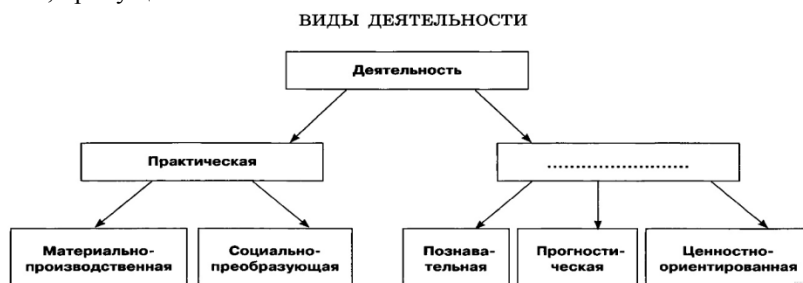 ВИДЫ ДЕЯТЕЛЬНОСТИ
Деятельность
Практическая
........................
Материально-
производственная
Социально-
преобразующая
Познава-
тельная
Прогности-
ческая
Ценностно-
ориентированная